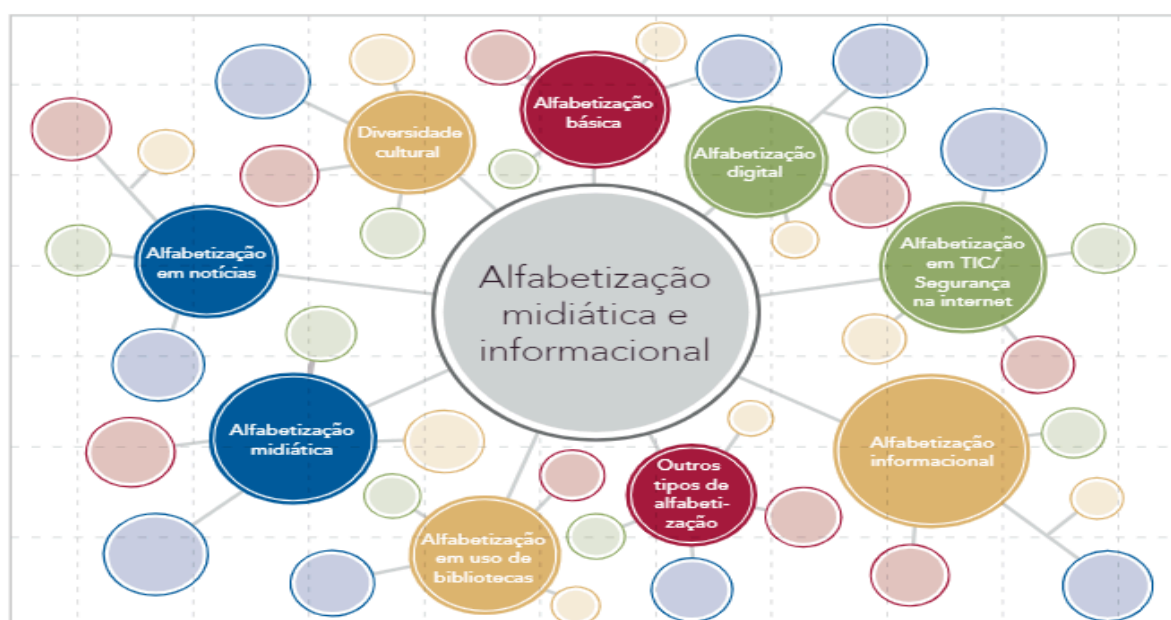 Alfabetização
básica
Diversidade
cultural
Alfabetização
digital
Alfabetização
em notícias
Alfabetização
em TIC/
Segurança
na internet
Alfabetização
midiática e
informacional
Alfabetização
midiática
Alfabetização
informacional
Outros
tipos de
alfabeti-
zação
Alfabetização
em uso de
bibliotecas